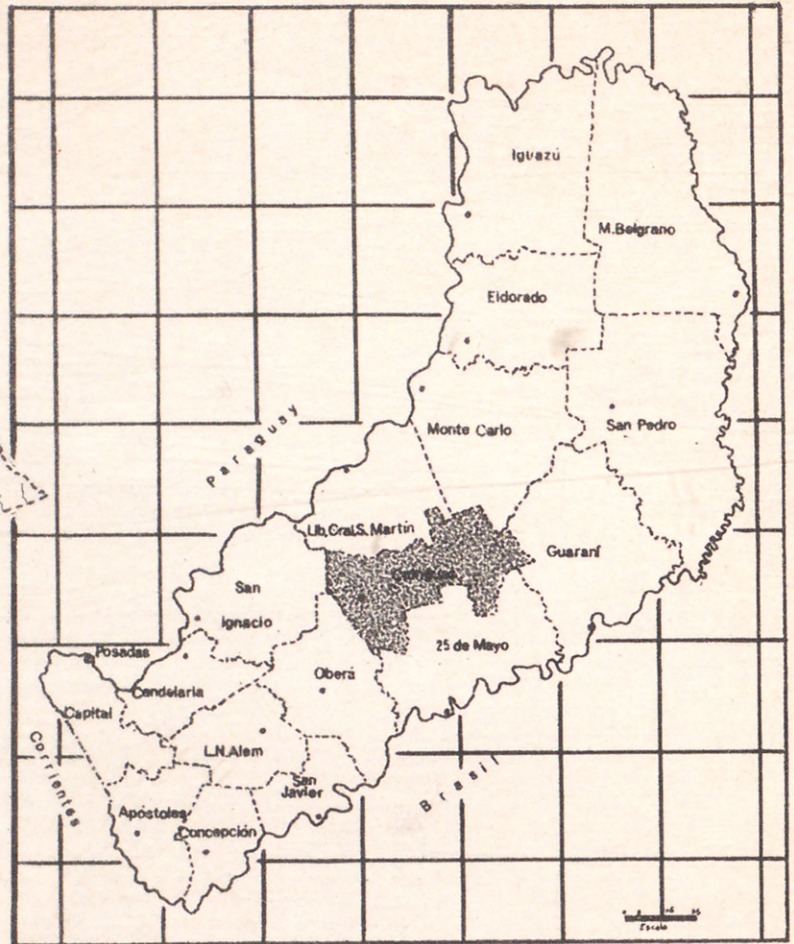 Iguazú
M.Belgrano
Eldorado
Paraguay
Monte Carlo
San Pedro
Lib.Gral.S.Martín
Guaraní
San
Ignacio
25 de Mayo
Posadas
Oberá
Candelaria
Capital
L.N.Alem
Corrientes
San
Javier
Brasil
Apóstoles
Concepción
Escala